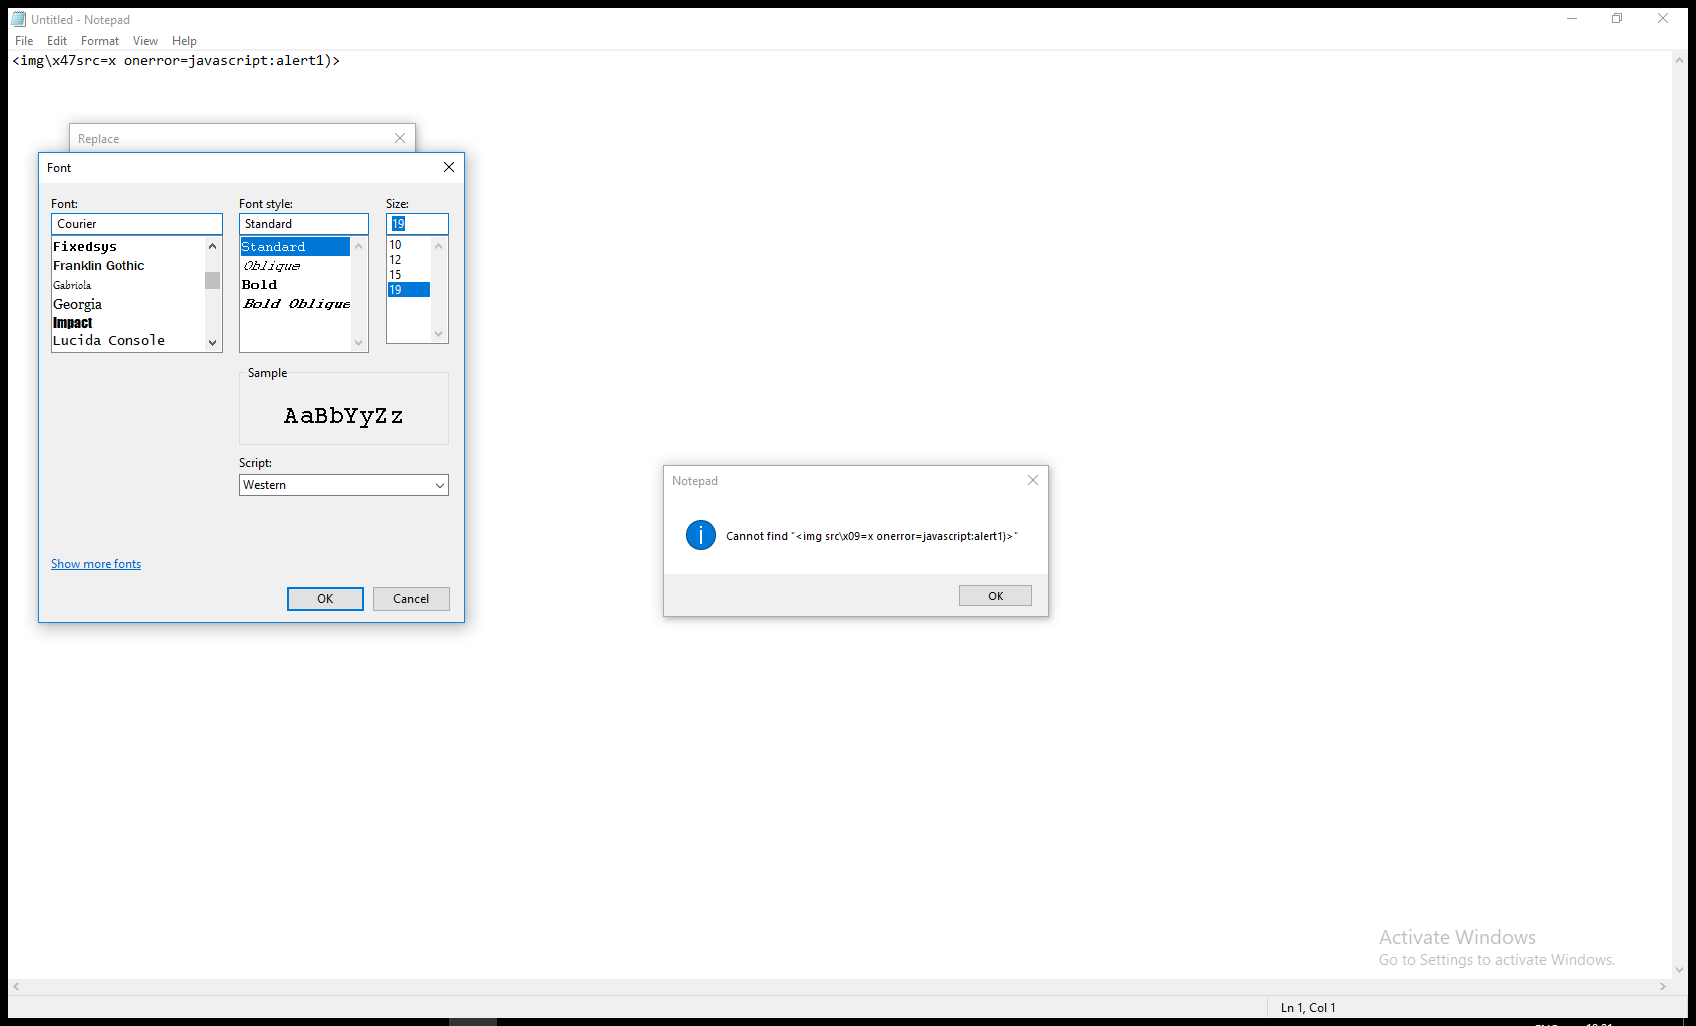 Untitled - Notepad
File Edit Format View Help
<img\x47src=x onerror=javascript:alert1)>
Replace
Font
Font: Font style: Size:
Courier Standard 19
Fixedsys
Franklin Gothic
Gabriola
Georgia
Impact
Lucida Console
Standard
Oblique
Bold
Bold Oblique
10
12
15
19
Sample
AaBbYyZz
Script:
Western
Show more fonts
OK Cancel
Notepad
Cannot find "<img src\x09=x onerror=javascript:alert1)>"
OK
Activate Windows
Go to Settings to activate Windows.
Ln 1, Col 1